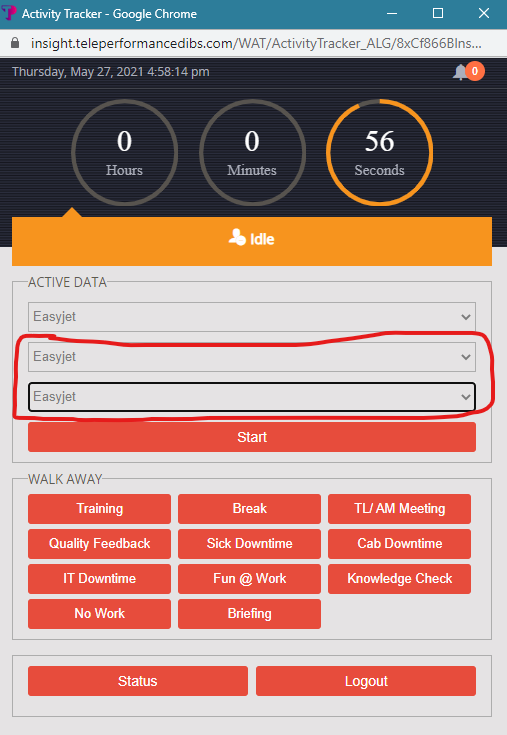 Activity Tracker - Google Chrome
insight.teleperformancedibs.com/WAT/ActivityTracker_ALG/8xCf866BIns...
Thursday, May 27, 2021 4:58:14 pm
0
0 0 56
Hours Minutes Seconds
Idle
ACTIVE DATA
Easyjet
Easyjet
Easyjet
Start
WALK AWAY
Training Break TL/ AM Meeting
Quality Feedback Sick Downtime Cab Downtime
IT Downtime Fun @ Work Knowledge Check
No Work Briefing
Status Logout